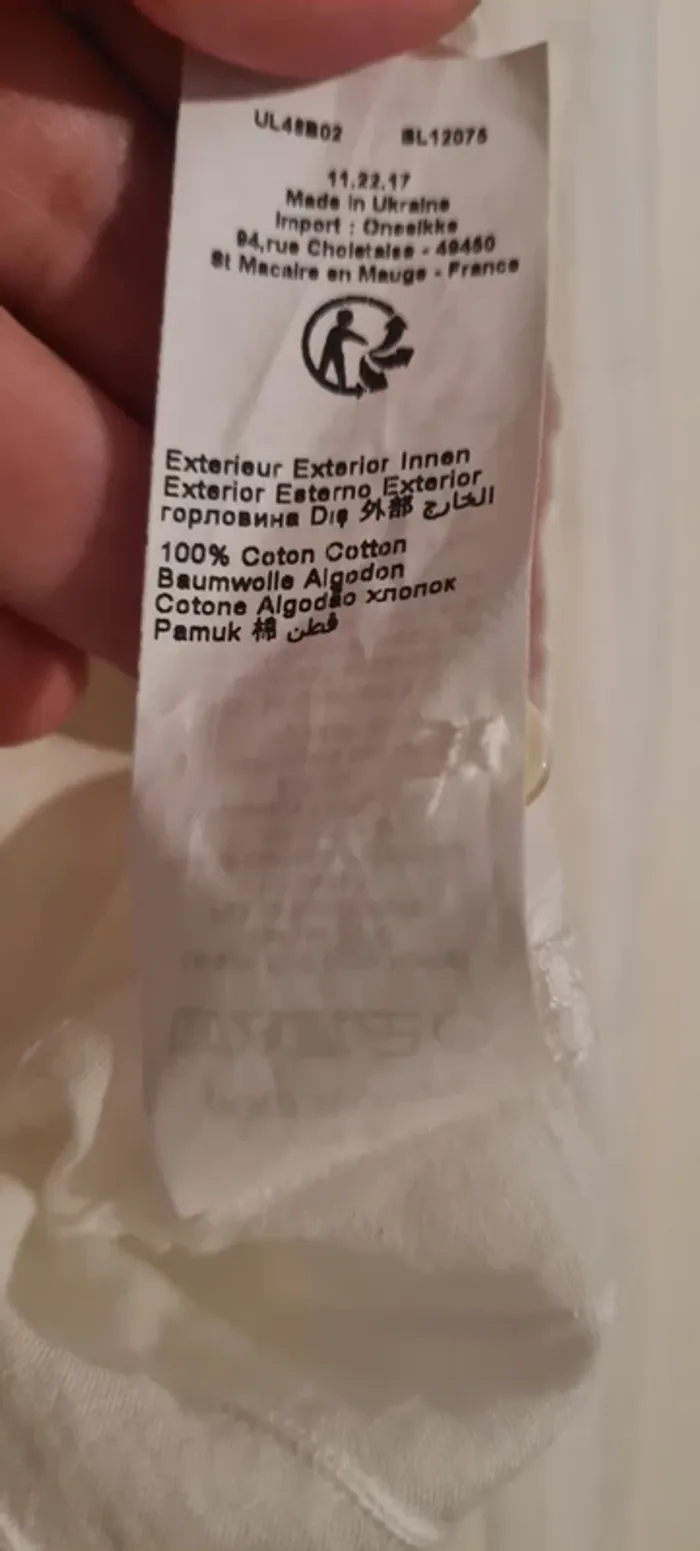 UL48B02 BL12075
11.22.17
Made in Ukraine
Import : Oneeikke
94,rue Choletaise - 49450
St Macaire en Mauge - France
Exterieur Exterior Innen
Exterior Esterno Exterior
горловина Dış 外部 الخارج
100% Coton Cotton
Baumwolle Algodon
Cotone Algodão хлопок
Pamuk 棉 قطن